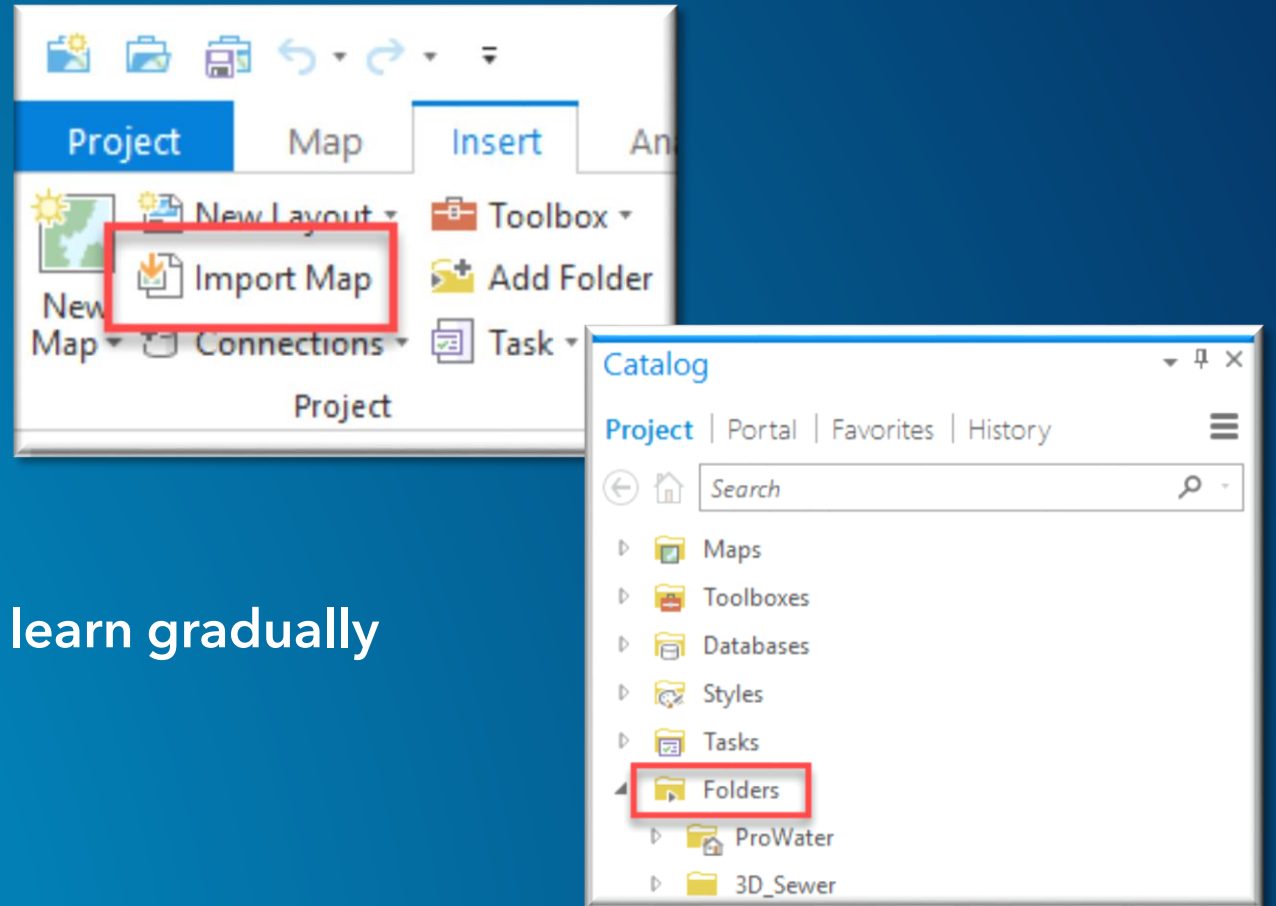 Project Map Insert An
New Layout Toolbox
Import Map Add Folder
New
Map Connections Task
Project
Catalog
Project | Portal | Favorites | History
Search
Maps
Toolboxes
Databases
Styles
Tasks
Folders
ProWater
3D_Sewer
learn gradually